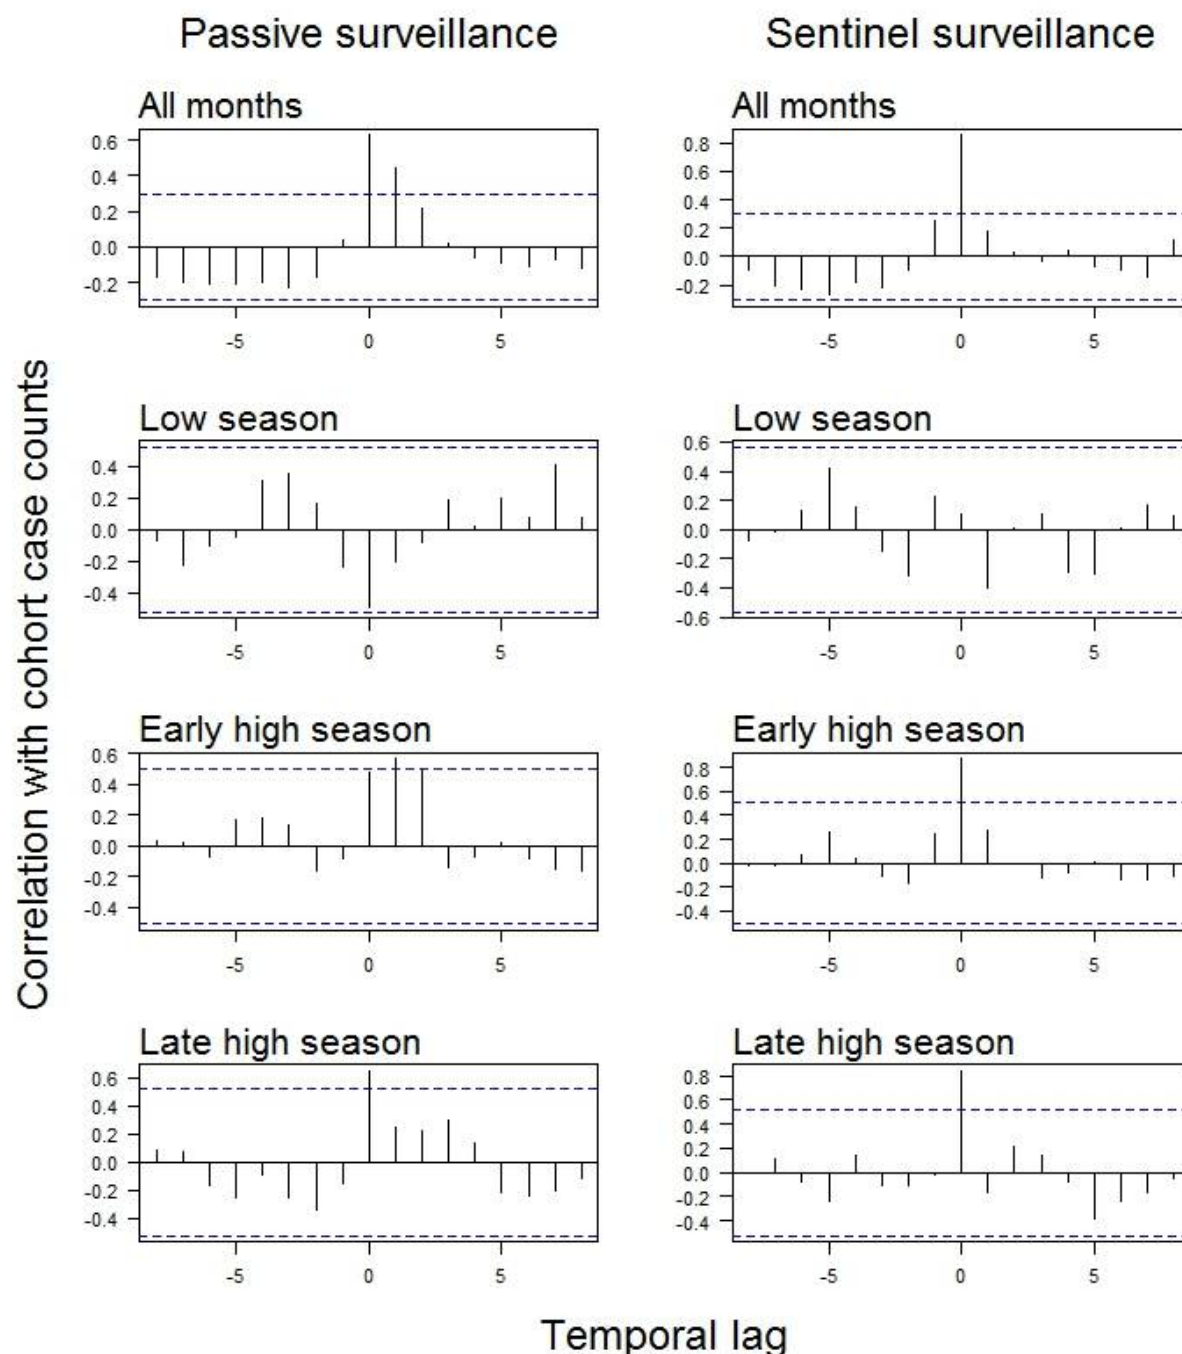 Passive surveillance
Sentinel surveillance
All months
All months
0.6
0.4
0.2
0.0
-0.2
0.8
0.6
0.4
0.2
0.0
-0.2
-5 0 5
-5 0 5
Low season
Low season
0.4
0.2
0.0
-0.2
-0.4
0.6
0.4
0.2
0.0
-0.2
-0.4
-0.6
-5 0 5
-5 0 5
Early high season
Early high season
0.6
0.4
0.2
0.0
-0.2
-0.4
0.8
0.6
0.4
0.2
0.0
-0.2
-0.4
-5 0 5
-5 0 5
Late high season
Late high season
0.6
0.4
0.2
0.0
-0.2
-0.4
0.8
0.6
0.4
0.2
0.0
-0.2
-0.4
-5 0 5
-5 0 5
Correlation with cohort case counts
Temporal lag